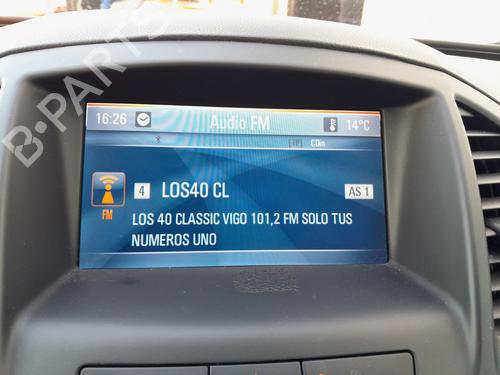 B-PARTS
16:26 Audio FM 14°C
[TP] CDin
4 LOS40 CL AS 1
FM
LOS 40 CLASSIC VIGO 101,2 FM SOLO TUS
NUMEROS UNO